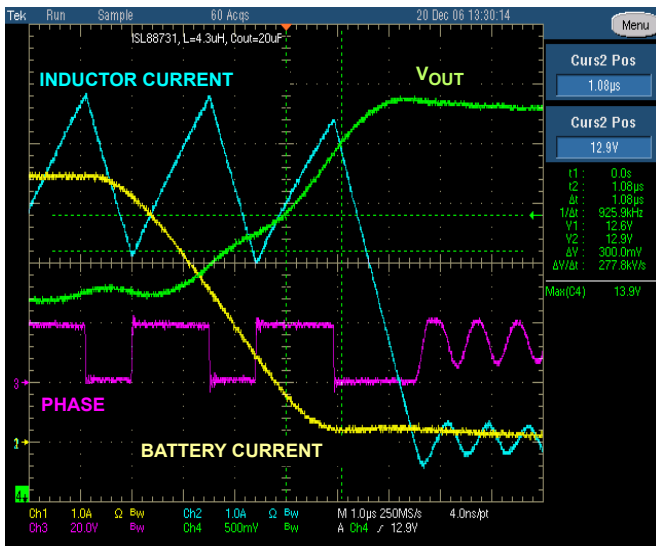 Tek Run Sample 60 Acqs 20 Dec 06 13:30:14
Menu
ISL88731, L=4.3uH, Cout=20uF
INDUCTOR CURRENT
VOUT
Curs2 Pos
1.08µs
Curs2 Pos
12.9V
t1 : 0.0s
t2 : 1.08µs
Δt : 1.08µs
1/Δt : 925.9kHz
V1 : 12.6V
V2 : 12.9V
ΔV : 300.0mV
ΔV/Δt : 277.8kV/s
Max(C4) 13.9V
3
PHASE
BATTERY CURRENT
4
Ch1 1.0A Ω Bw Ch2 1.0A Ω Bw M 1.0µs 250MS/s 4.0ns/pt
Ch3 20.0V Bw Ch4 500mV Bw A Ch4 ∕ 12.9V